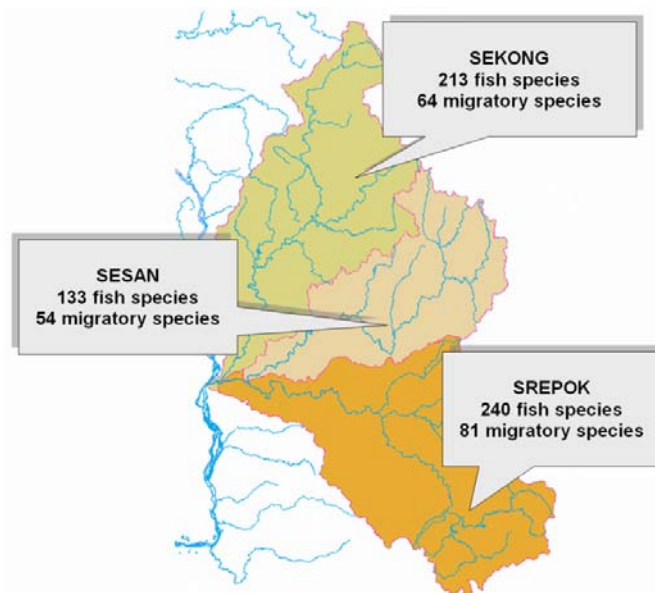 SEKONG
213 fish species
64 migratory species
SESAN
133 fish species
54 migratory species
SREPOK
240 fish species
81 migratory species